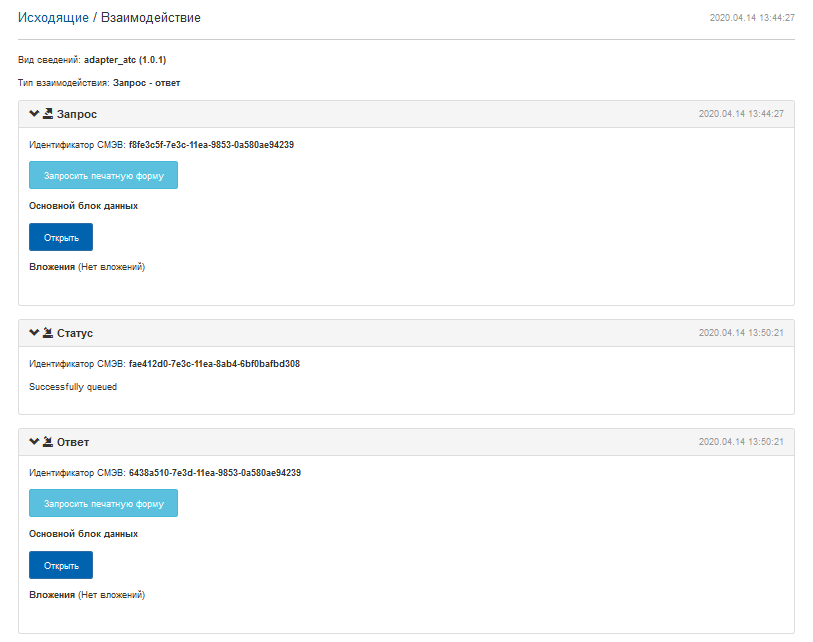 Исходящие / Взаимодействие 2020.04.14 13:44:27
Вид сведений: adapter_atc (1.0.1)
Тип взаимодействия: Запрос - ответ
Запрос 2020.04.14 13:44:27
Идентификатор СМЭВ: f8fe3c5f-7e3c-11ea-9853-0a580ae94239
Запросить печатную форму
Основной блок данных
Открыть
Вложения (Нет вложений)
Статус 2020.04.14 13:50:21
Идентификатор СМЭВ: fae412d0-7e3c-11ea-8ab4-6bf0bafbd308
Successfully queued
Ответ 2020.04.14 13:50:21
Идентификатор СМЭВ: 6438a510-7e3d-11ea-9853-0a580ae94239
Запросить печатную форму
Основной блок данных
Открыть
Вложения (Нет вложений)